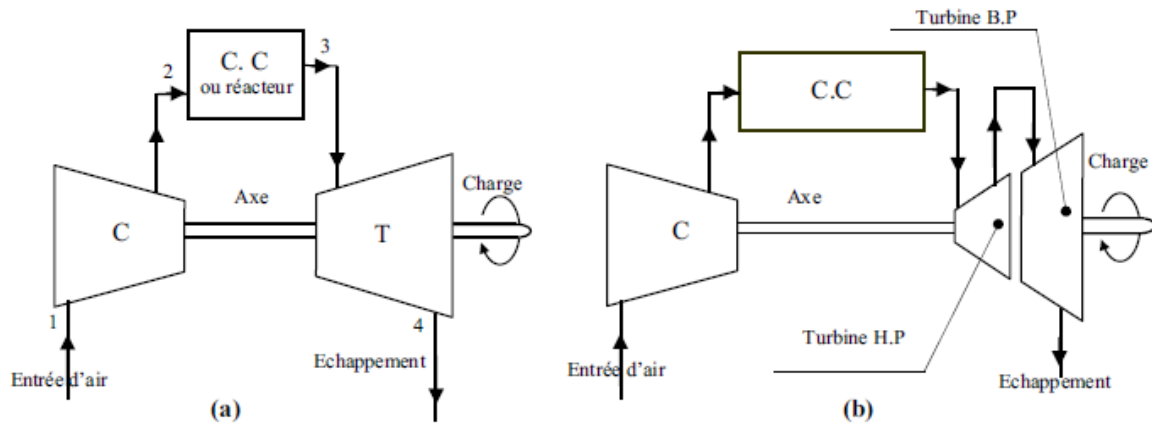 Turbine B.P
2
C. C
ou réacteur
3
C.C
Axe
Charge
C
T
Axe
Charge
C
1
4
Turbine H.P
Entrée d’air
Echappement
Entrée d’air
Echappement
(a)
(b)